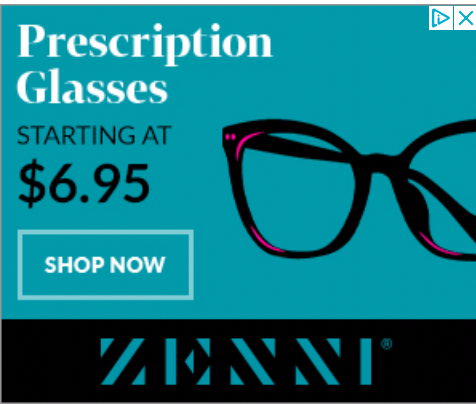 Prescription
Glasses
STARTING AT
$6.95
SHOP NOW
ZENNI®